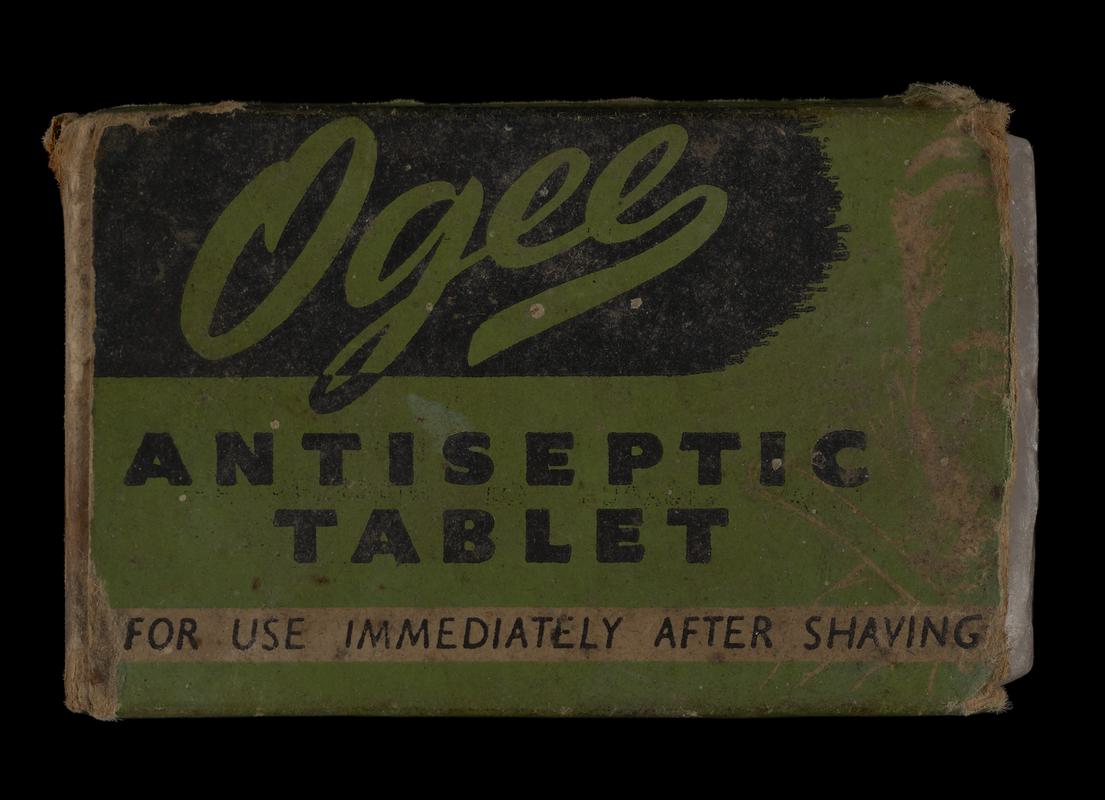 Ogee
ANTISEPTIC
TABLET
FOR USE IMMEDIATELY AFTER SHAVING